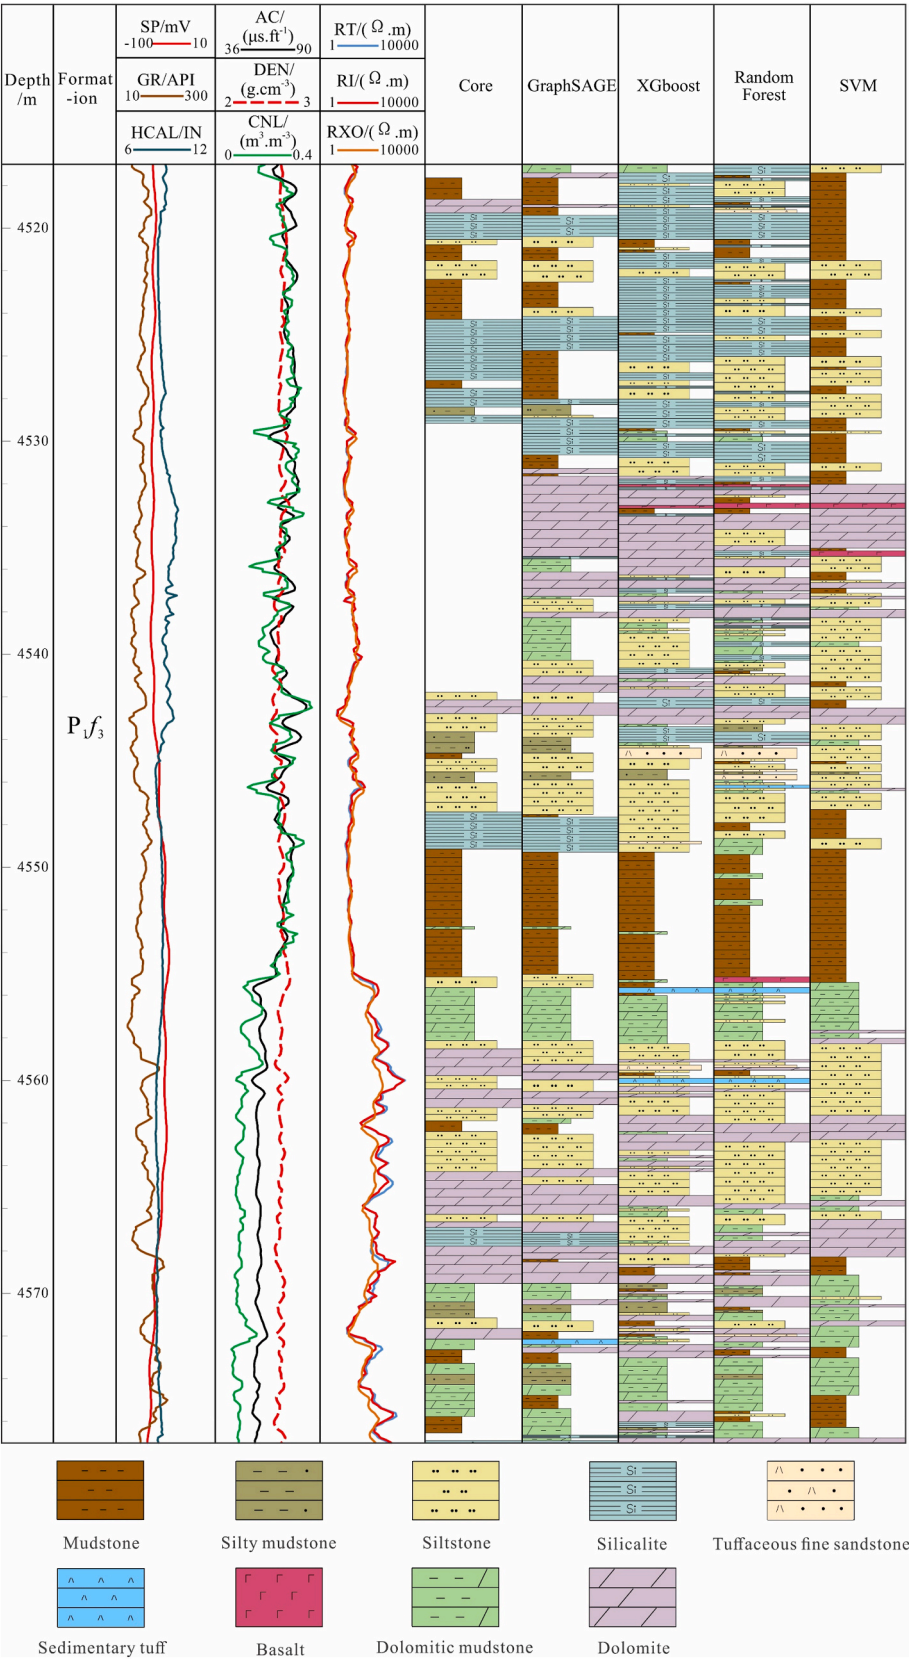 Depth
/m
Format
-ion
SP/mV
-100 10
GR/API
10 300
HCAL/IN
6 12
AC/
(μs.ft⁻¹)
36 90
DEN/
(g.cm⁻³)
2 3
CNL/
(m³.m⁻³)
0 0.4
RT/(Ω.m)
1 10000
RI/(Ω.m)
1 10000
RXO/(Ω.m)
1 10000
Core
GraphSAGE
XGboost
Random
Forest
SVM
4520
4530
4540
P₁f₃
4550
4560
4570
Si
Si
Si
Mudstone
Silty mudstone
Siltstone
Silicalite
Tuffaceous fine sandstone
Sedimentary tuff
Basalt
Dolomitic mudstone
Dolomite